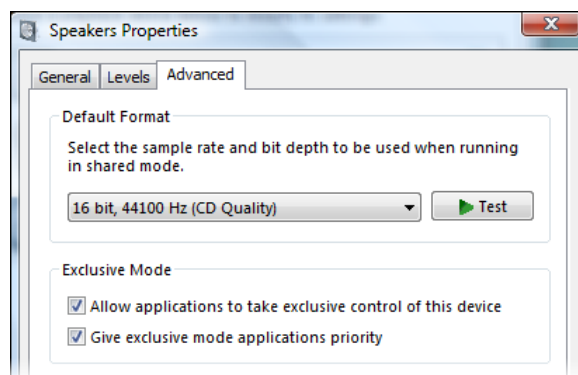 Speakers Properties
General Levels Advanced
Default Format
Select the sample rate and bit depth to be used when running
in shared mode.
16 bit, 44100 Hz (CD Quality) Test
Exclusive Mode
Allow applications to take exclusive control of this device
Give exclusive mode applications priority